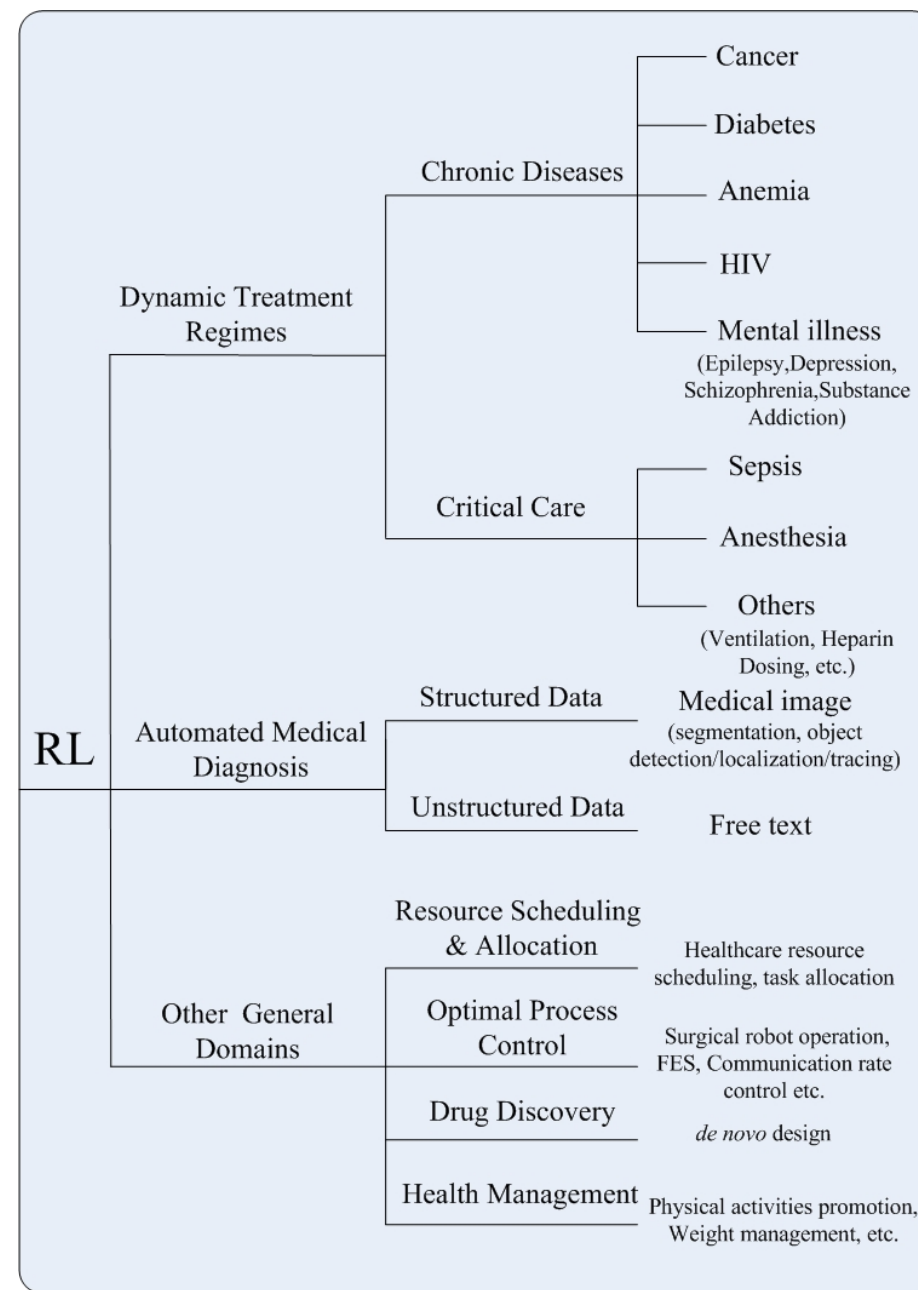 RL
Dynamic Treatment
Regimes
Chronic Diseases
Cancer
Diabetes
Anemia
HIV
Mental illness
(Epilepsy,Depression,
Schizophrenia,Substance
Addiction)
Critical Care
Sepsis
Anesthesia
Others
(Ventilation, Heparin
Dosing, etc.)
Automated Medical
Diagnosis
Structured Data
Medical image
(segmentation, object
detection/localization/tracing)
Unstructured Data
Free text
Other General
Domains
Resource Scheduling
& Allocation
Healthcare resource
scheduling, task allocation
Optimal Process
Control
Surgical robot operation,
FES, Communication rate
control etc.
Drug Discovery
de novo design
Health Management
Physical activities promotion,
Weight management, etc.